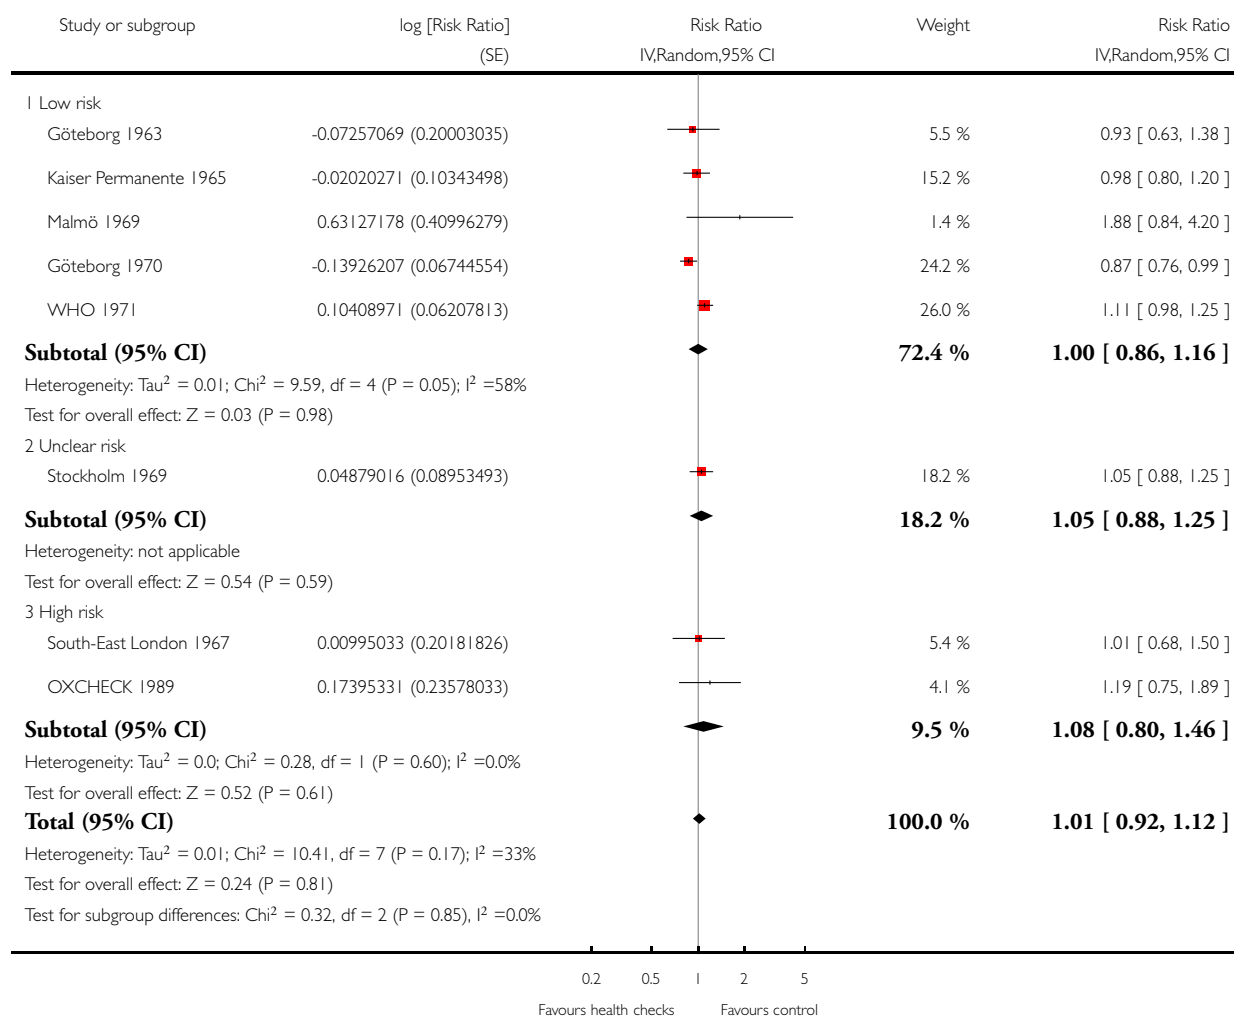 Study or subgroup log [Risk Ratio] Risk Ratio Weight Risk Ratio
(SE) IV,Random,95% CI IV,Random,95% CI
1 Low risk
Göteborg 1963 -0.07257069 (0.20003035) 5.5 % 0.93 [ 0.63, 1.38 ]
Kaiser Permanente 1965 -0.02020271 (0.10343498) 15.2 % 0.98 [ 0.80, 1.20 ]
Malmö 1969 0.63127178 (0.40996279) 1.4 % 1.88 [ 0.84, 4.20 ]
Göteborg 1970 -0.13926207 (0.06744554) 24.2 % 0.87 [ 0.76, 0.99 ]
WHO 1971 0.10408971 (0.06207813) 26.0 % 1.11 [ 0.98, 1.25 ]
Subtotal (95% CI) 72.4 % 1.00 [ 0.86, 1.16 ]
Heterogeneity: Tau² = 0.01; Chi² = 9.59, df = 4 (P = 0.05); I² =58%
Test for overall effect: Z = 0.03 (P = 0.98)
2 Unclear risk
Stockholm 1969 0.04879016 (0.08953493) 18.2 % 1.05 [ 0.88, 1.25 ]
Subtotal (95% CI) 18.2 % 1.05 [ 0.88, 1.25 ]
Heterogeneity: not applicable
Test for overall effect: Z = 0.54 (P = 0.59)
3 High risk
South-East London 1967 0.00995033 (0.20181826) 5.4 % 1.01 [ 0.68, 1.50 ]
OXCHECK 1989 0.17395331 (0.23578033) 4.1 % 1.19 [ 0.75, 1.89 ]
Subtotal (95% CI) 9.5 % 1.08 [ 0.80, 1.46 ]
Heterogeneity: Tau² = 0.0; Chi² = 0.28, df = 1 (P = 0.60); I² =0.0%
Test for overall effect: Z = 0.52 (P = 0.61)
Total (95% CI) 100.0 % 1.01 [ 0.92, 1.12 ]
Heterogeneity: Tau² = 0.01; Chi² = 10.41, df = 7 (P = 0.17); I² =33%
Test for overall effect: Z = 0.24 (P = 0.81)
Test for subgroup differences: Chi² = 0.32, df = 2 (P = 0.85), I² =0.0%
0.2 0.5 1 2 5
Favours health checks Favours control